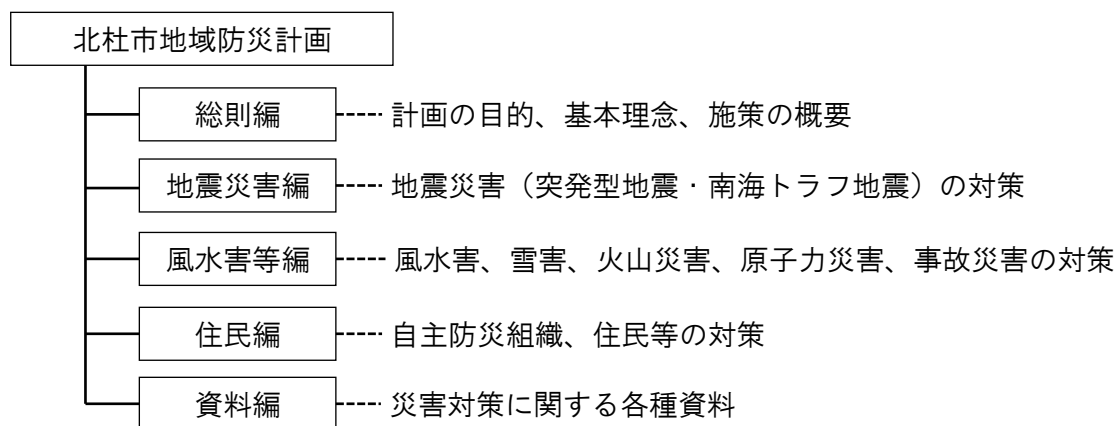 北杜市地域防災計画
総則編 計画の目的、基本理念、施策の概要
地震災害編 地震災害（突発型地震・南海トラフ地震）の対策
風水害等編 風水害、雪害、火山災害、原子力災害、事故災害の対策
住民編 自主防災組織、住民等の対策
資料編 災害対策に関する各種資料